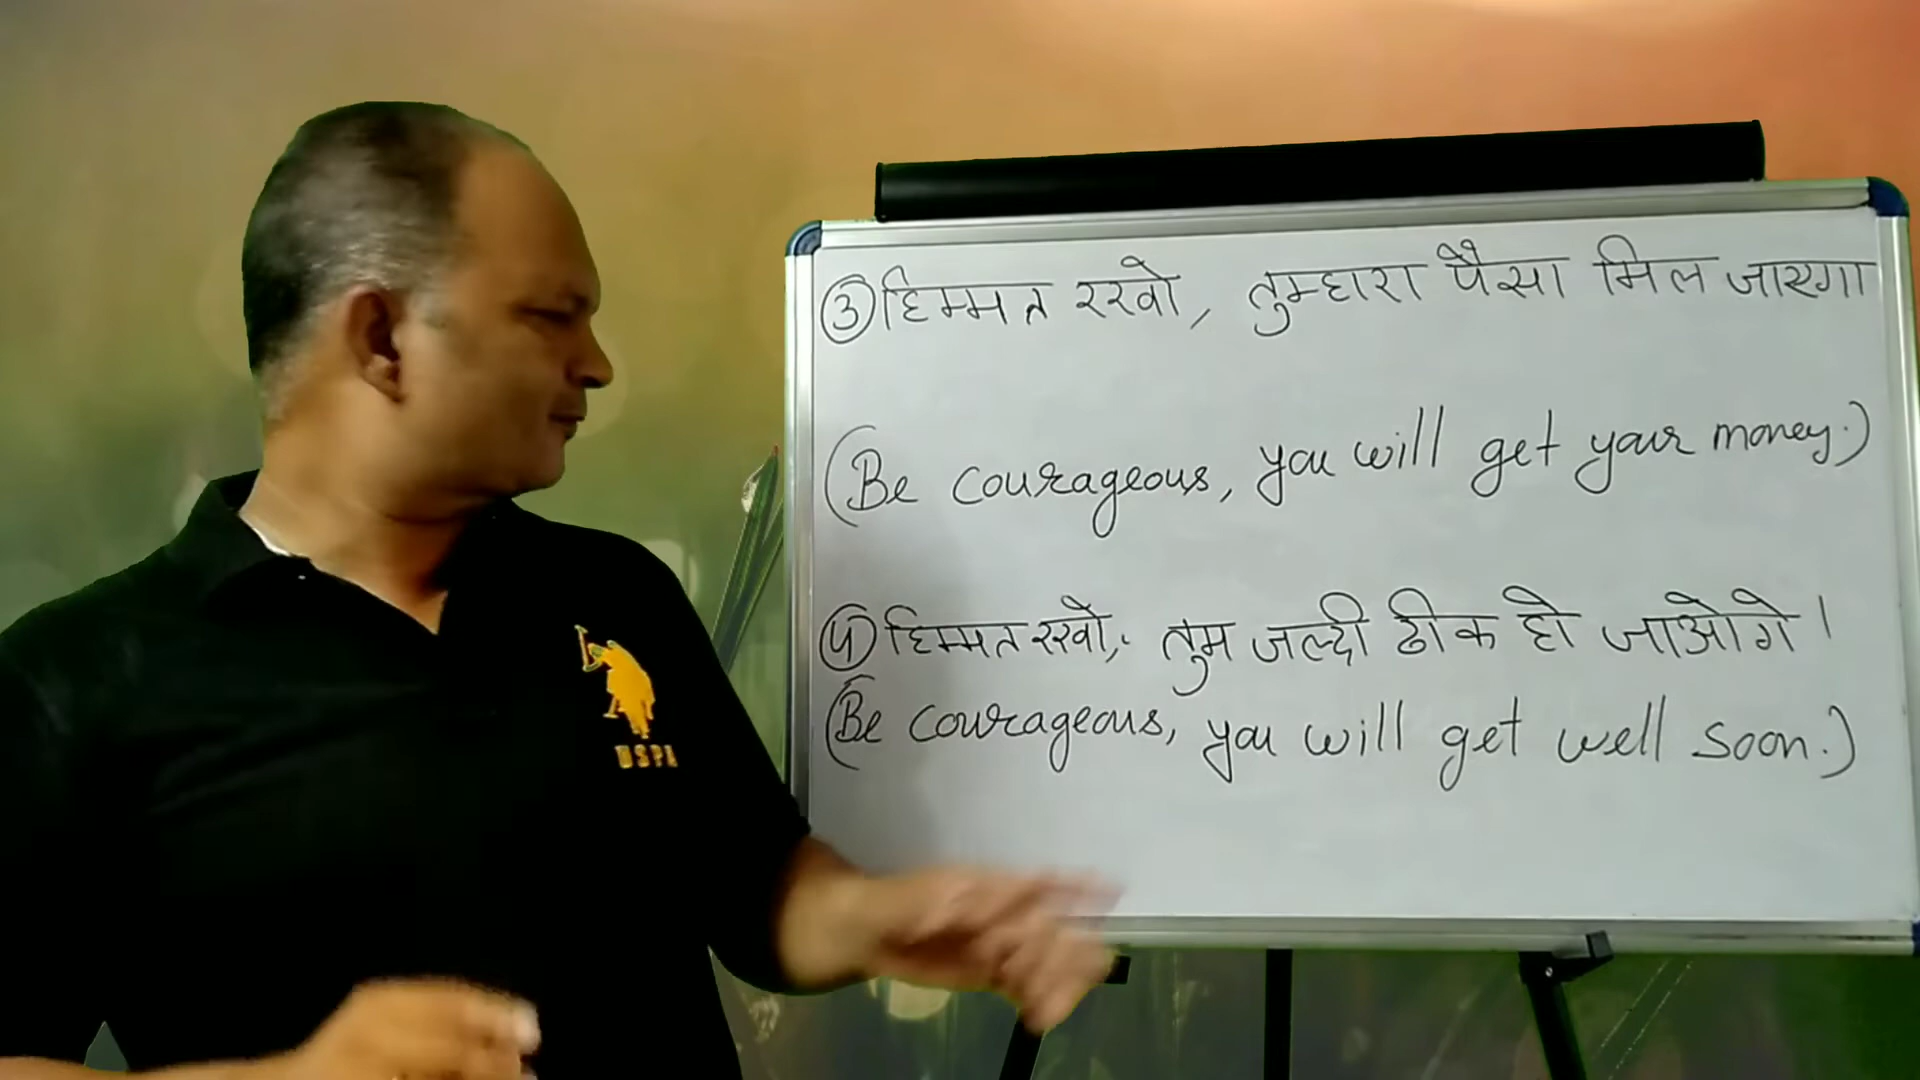 ③ हिम्मत रखो, तुम्हारा पैसा मिल जाएगा
(Be courageous, you will get your money.)
④ हिम्मत रखो, तुम जल्दी ठीक हो जाओगे।
(Be courageous, you will get well soon.)
USPA